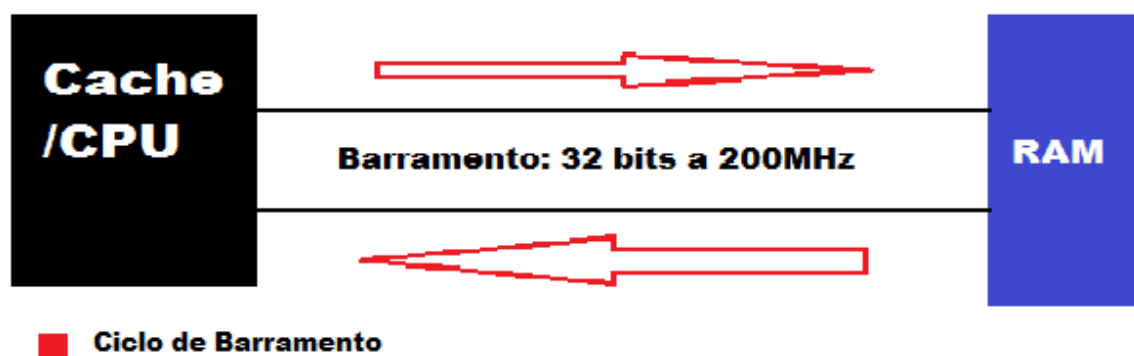 Cache
/CPU
Barramento: 32 bits a 200MHz
RAM
Ciclo de Barramento